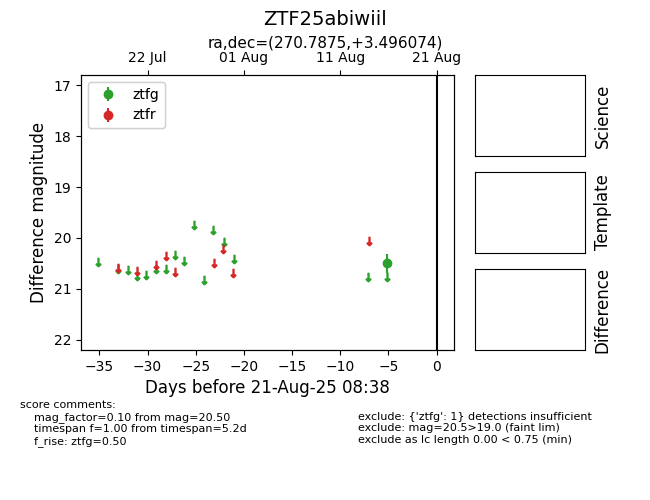 ZTF25abiwiil
ra,dec=(270.7875,+3.496074)
22 Jul 01 Aug 11 Aug 21 Aug
ztfg
ztfr
17
18
19
20
21
22
Difference magnitude
−35 −30 −25 −20 −15 −10 −5 0
Days before 21-Aug-25 08:38
Science
Template
Difference
score comments:
mag_factor=0.10 from mag=20.50
timespan f=1.00 from timespan=5.2d
f_rise: ztfg=0.50
exclude: {'ztfg': 1} detections insufficient
exclude: mag=20.5>19.0 (faint lim)
exclude as lc length 0.00 < 0.75 (min)